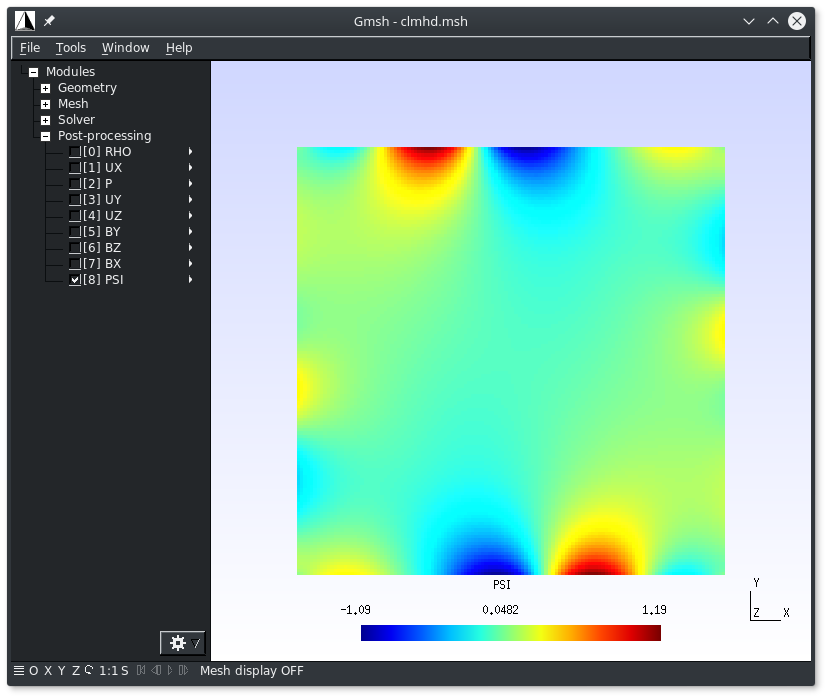 Gmsh - clmhd.msh
File Tools Window Help
Modules
Geometry
Mesh
Solver
Post-processing
[0] RHO
[1] UX
[2] P
[3] UY
[4] UZ
[5] BY
[6] BZ
[7] BX
[8] PSI
PSI
-1.09 0.0482 1.19
Y
Z X
O X Y Z 1:1 S Mesh display OFF